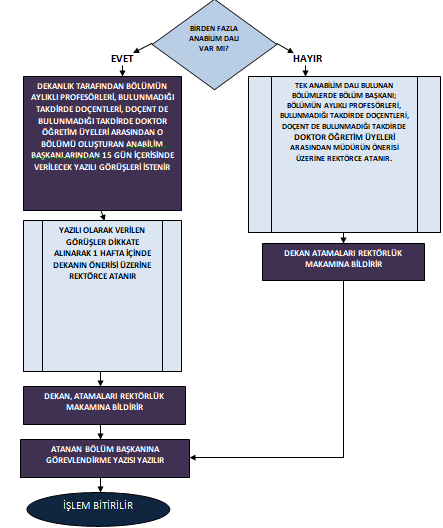 BİRDEN FAZLA
ANABİLİM DALI
VAR MI?
EVET
HAYIR
DEKANLIK TARAFINDAN BÖLÜMÜN
AYLIKLI PROFESÖRLERİ, BULUNMADIĞI
TAKDİRDE DOÇENTLERİ, DOÇENT DE
BULUNMADIĞI TAKDİRDE DOKTOR
ÖĞRETİM ÜYELERİ ARASINDAN O
BÖLÜMÜ OLUŞTURAN ANABİLİM
BAŞKANLARINDAN 15 GÜN İÇERİSİNDE
VERİLECEK YAZILI GÖRÜŞLERİ İSTENİR
TEK ANABİLİM DALI BULUNAN
BÖLÜMLERDE BÖLÜM BAŞKANI;
BÖLÜMÜN AYLIKLI PROFESÖRLERİ,
BULUNMADIĞI TAKDİRDE DOÇENTLERİ,
DOÇENT DE BULUNMADIĞI TAKDİRDE
DOKTOR ÖĞRETİM ÜYELERİ
ARASINDAN MÜDÜRÜN ÖNERİSİ
ÜZERİNE REKTÖRCE ATANIR.
YAZILI OLARAK VERİLEN
GÖRÜŞLER DİKKATE
ALINARAK 1 HAFTA İÇİNDE
DEKANIN ÖNERİSİ ÜZERİNE
REKTÖRCE ATANIR
DEKAN ATAMALARI REKTÖRLÜK
MAKAMINA BİLDİRİR
DEKAN, ATAMALARI REKTÖRLÜK
MAKAMINA BİLDİRİR
ATANAN BÖLÜM BAŞKANINA
GÖREVLENDİRME YAZISI YAZILIR
İŞLEM BİTİRİLİR